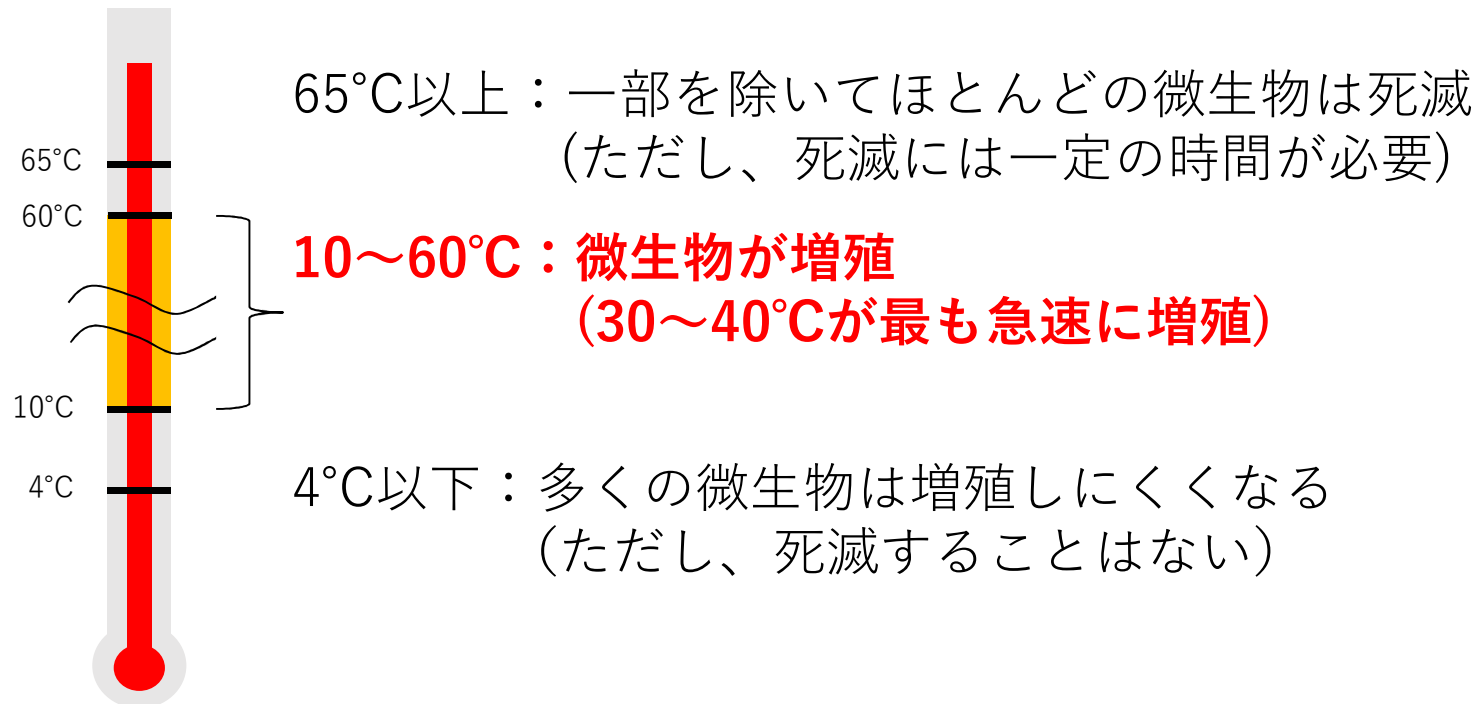 65°C以上：一部を除いてほとんどの微生物は死滅
（ただし、死滅には一定の時間が必要）
65°C
60°C
10～60℃：微生物が増殖
（30～40℃が最も急速に増殖）
10°C
4°C
4°C以下：多くの微生物は増殖しにくくなる
（ただし、死滅することはない）